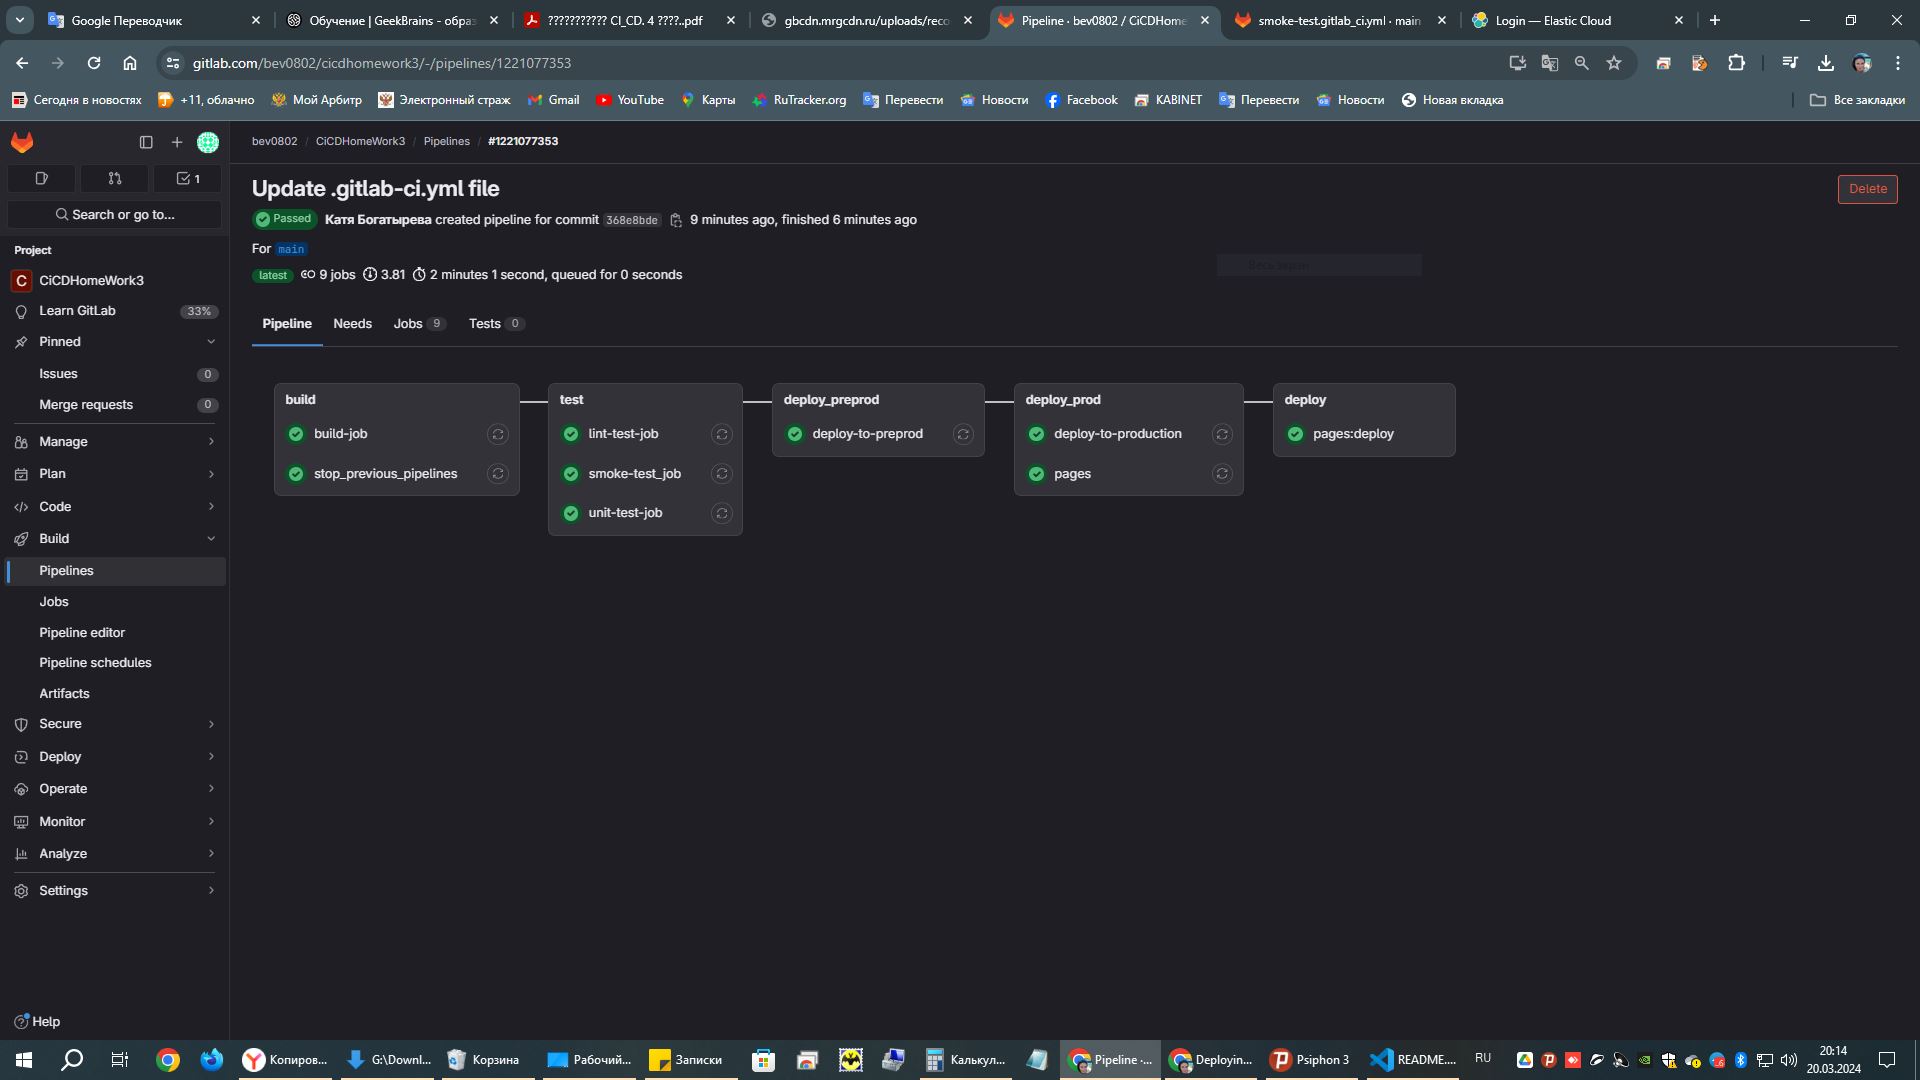 Google Переводчик
Обучение | GeekBrains - образ
??????????? CI_CD. 4 ????..pdf
gbcdn.mrgcdn.ru/uploads/reco
Pipeline · bev0802 / CiCDHome
smoke-test.gitlab_ci.yml · main
Login — Elastic Cloud
gitlab.com/bev0802/cicdhomework3/-/pipelines/1221077353
Сегодня в новостях
+11, облачно
Мой Арбитр
Электронный страж
Gmail
YouTube
Карты
RuTracker.org
Перевести
Новости
Facebook
KABINET
Перевести
Новости
Новая вкладка
Все закладки
bev0802 / CiCDHomeWork3 / Pipelines / #1221077353
1
Search or go to...
Project
C CiCDHomeWork3
Learn GitLab 33%
Pinned
Issues 0
Merge requests 0
Manage
Plan
Code
Build
Pipelines
Jobs
Pipeline editor
Pipeline schedules
Artifacts
Secure
Deploy
Operate
Monitor
Analyze
Settings
Help
Update .gitlab-ci.yml file
Delete
Passed Катя Богатырева created pipeline for commit 368e8bde 9 minutes ago, finished 6 minutes ago
For main
Весь экран
latest 9 jobs 3.81 2 minutes 1 second, queued for 0 seconds
Pipeline Needs Jobs 9 Tests 0
build
build-job
stop_previous_pipelines
test
lint-test-job
smoke-test_job
unit-test-job
deploy_preprod
deploy-to-preprod
deploy_prod
deploy-to-production
pages
deploy
pages:deploy
Копиров...
G:\Downl...
Корзина
Рабочий...
Записки
Калькул...
Pipeline ·...
Deployin...
Psiphon 3
README....
RU
20:14
20.03.2024